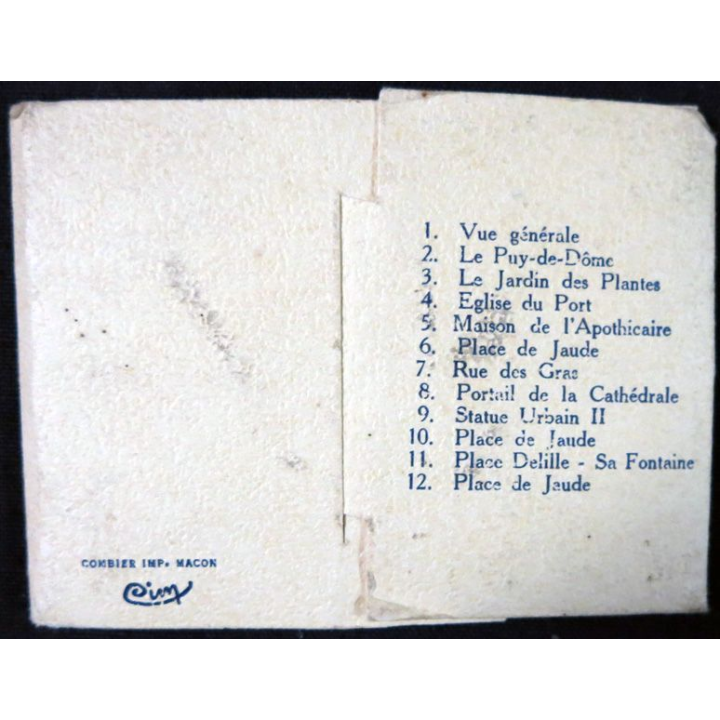 COMBIER IMP. MACON
Cim
1. Vue générale
2. Le Puy-de-Dôme
3. Le Jardin des Plantes
4. Eglise du Port
5. Maison de l'Apothicaire
6. Place de Jaude
7. Rue des Gras
8. Portail de la Cathédrale
9. Statue Urbain II
10. Place de Jaude
11. Place Delille - Sa Fontaine
12. Place de Jaude